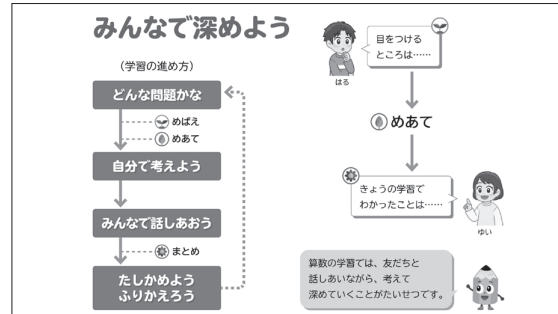 みんなで深めよう
(学習の進め方)
どんな問題かな
めばえ
めあて
自分で考えよう
みんなで話しあおう
まとめ
たしかめよう
ふりかえろう
目をつける
ところは……
はる
めあて
きょうの学習で
わかったことは……
ゆい
算数の学習では、友だちと
話しあいながら、考えて
深めていくことがたいせつです。